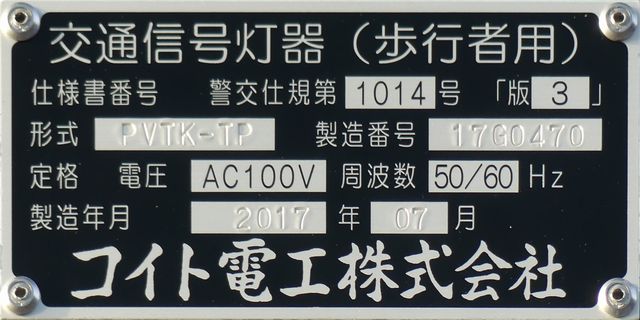 交通信号灯器（歩行者用）
仕様書番号 警交仕規第 1014 号 「版 3 」
形式 PVTK-TP 製造番号 17G0470
定格 電圧 AC100V 周波数 50/60 Hz
製造年月 2017 年 07 月
コイト電工株式会社